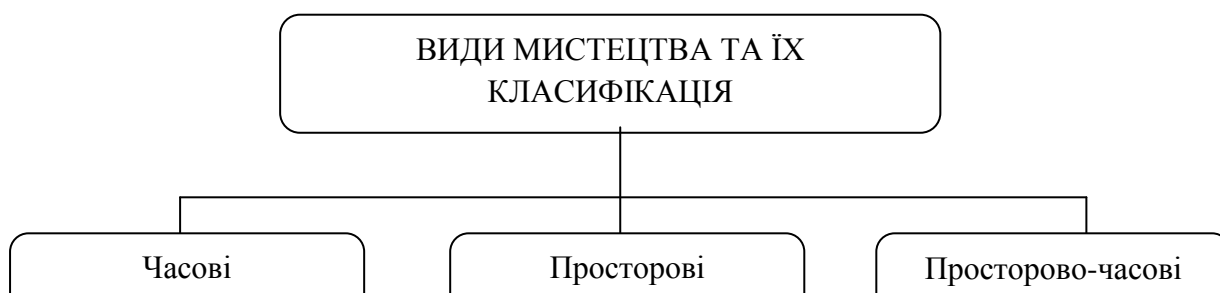 ВИДИ МИСТЕЦТВА ТА ЇХ
КЛАСИФІКАЦІЯ
Часові
Просторові
Просторово-часові